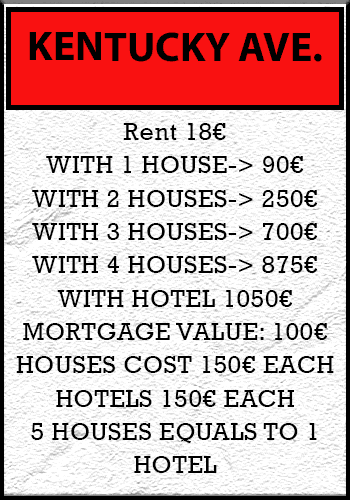 KENTUCKY AVE.
Rent 18€
WITH 1 HOUSE-> 90€
WITH 2 HOUSES-> 250€
WITH 3 HOUSES-> 700€
WITH 4 HOUSES-> 875€
WITH HOTEL 1050€
MORTGAGE VALUE: 100€
HOUSES COST 150€ EACH
HOTELS 150€ EACH
5 HOUSES EQUALS TO 1
HOTEL